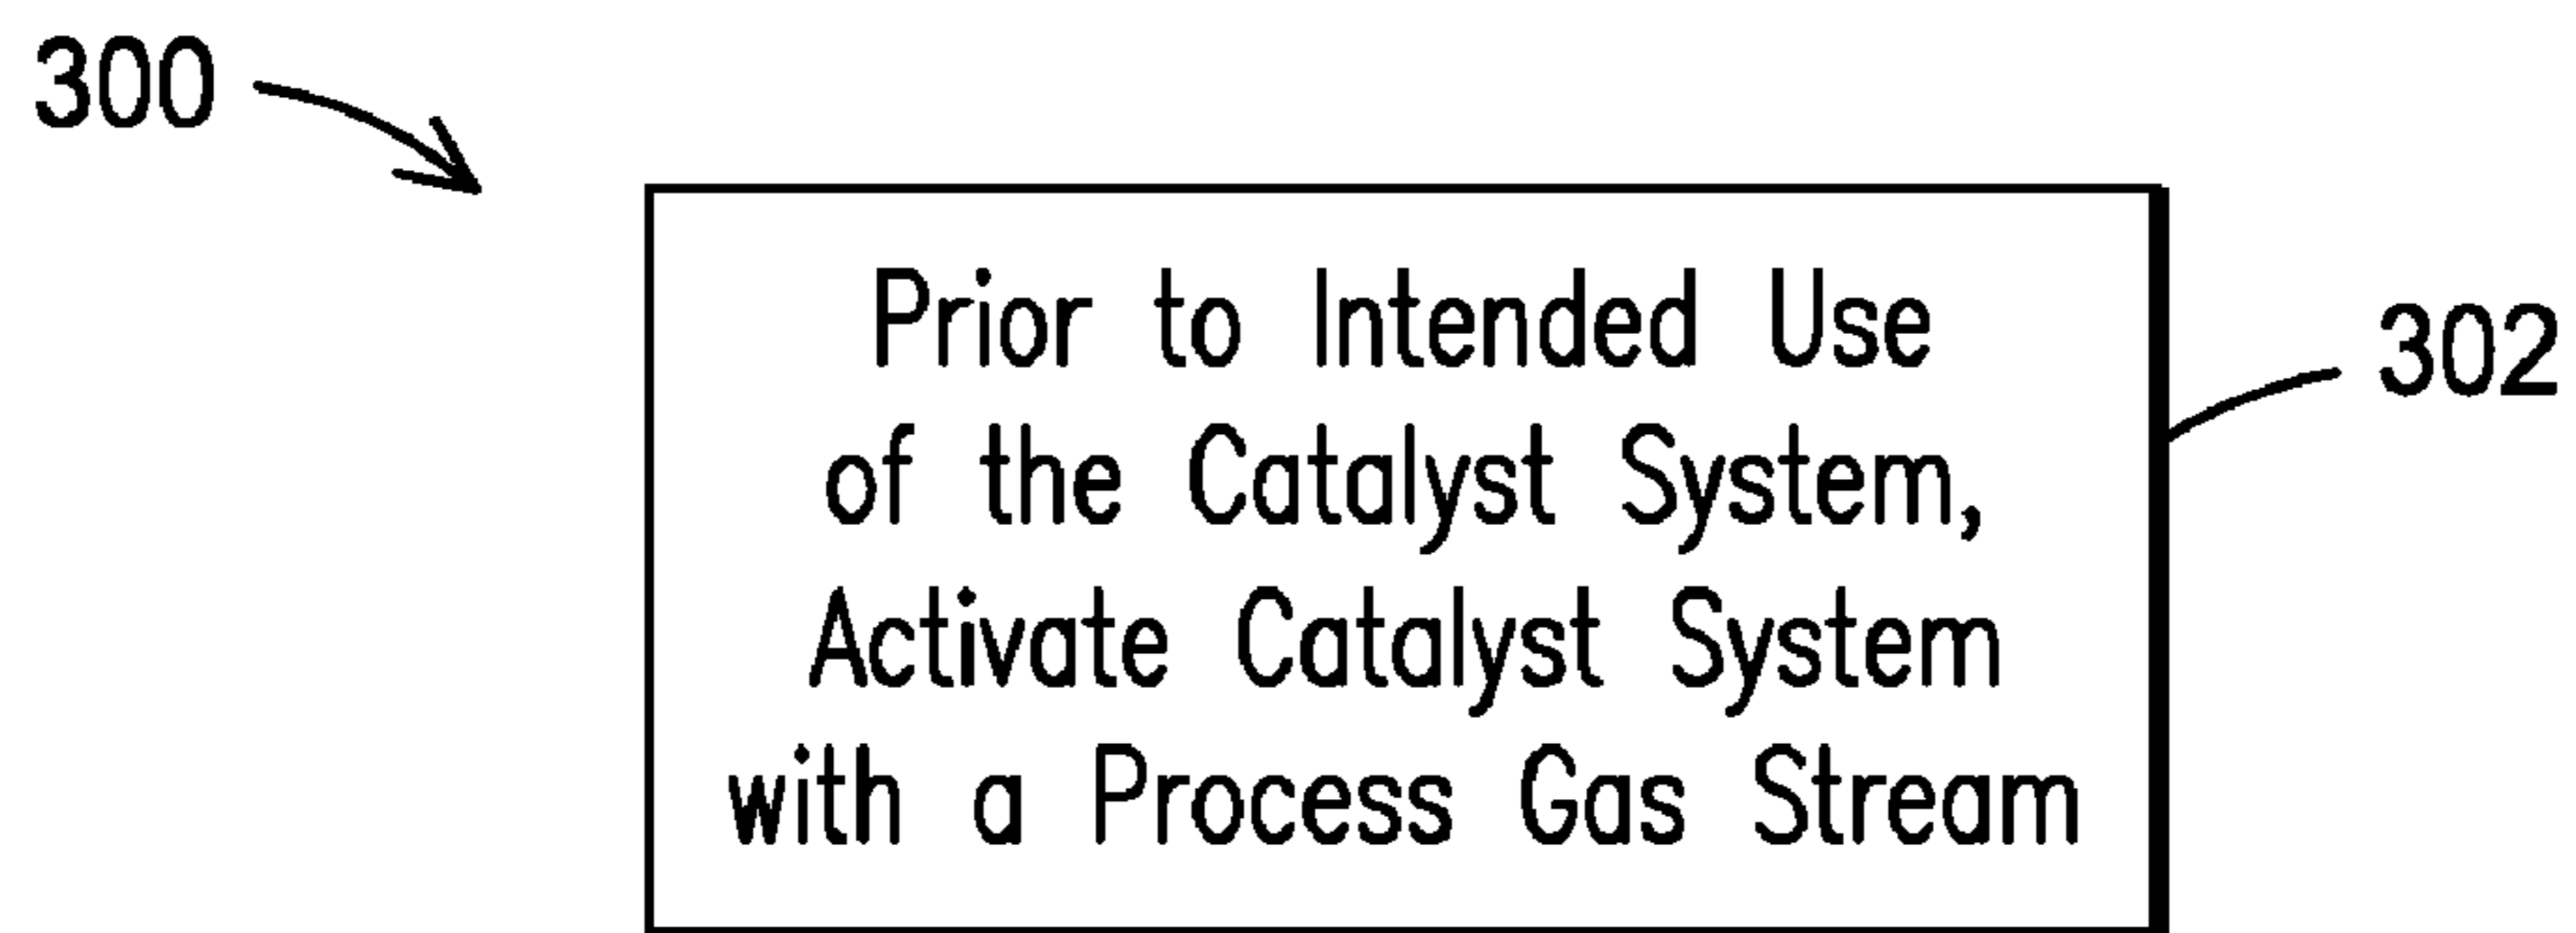 300
Prior to Intended Use
of the Catalyst System,
Activate Catalyst System
with a Process Gas Stream
302